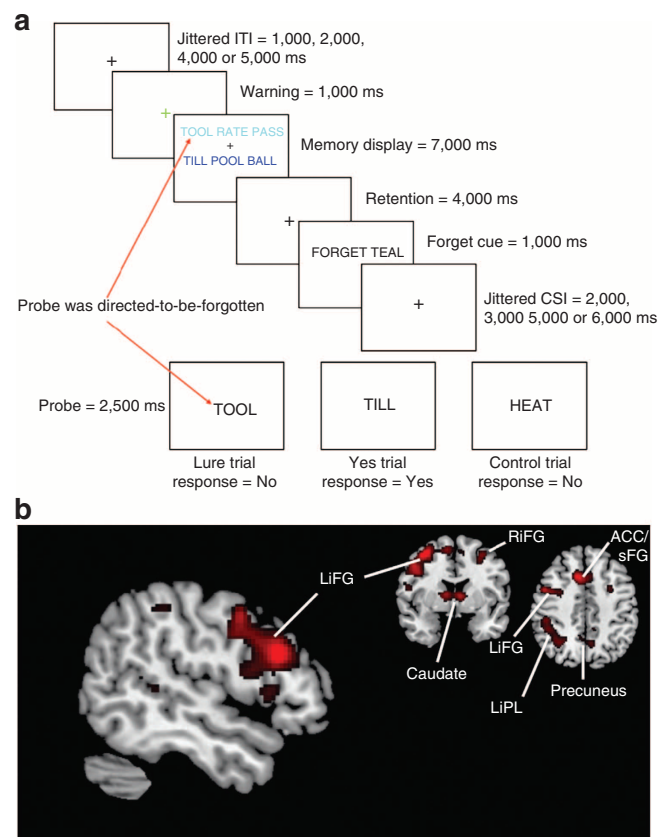 a
+
Jittered ITI = 1,000, 2,000,
4,000 or 5,000 ms
+
Warning = 1,000 ms
TOOL RATE PASS
+
TILL POOL BALL
Memory display = 7,000 ms
+
Retention = 4,000 ms
FORGET TEAL
Forget cue = 1,000 ms
+
Jittered CSI = 2,000,
3,000 5,000 or 6,000 ms
Probe was directed-to-be-forgotten
Probe = 2,500 ms
TOOL
TILL
HEAT
Lure trial
response = No
Yes trial
response = Yes
Control trial
response = No
b
LiFG
RiFG
ACC/
sFG
Caudate
LiFG
LiPL
Precuneus